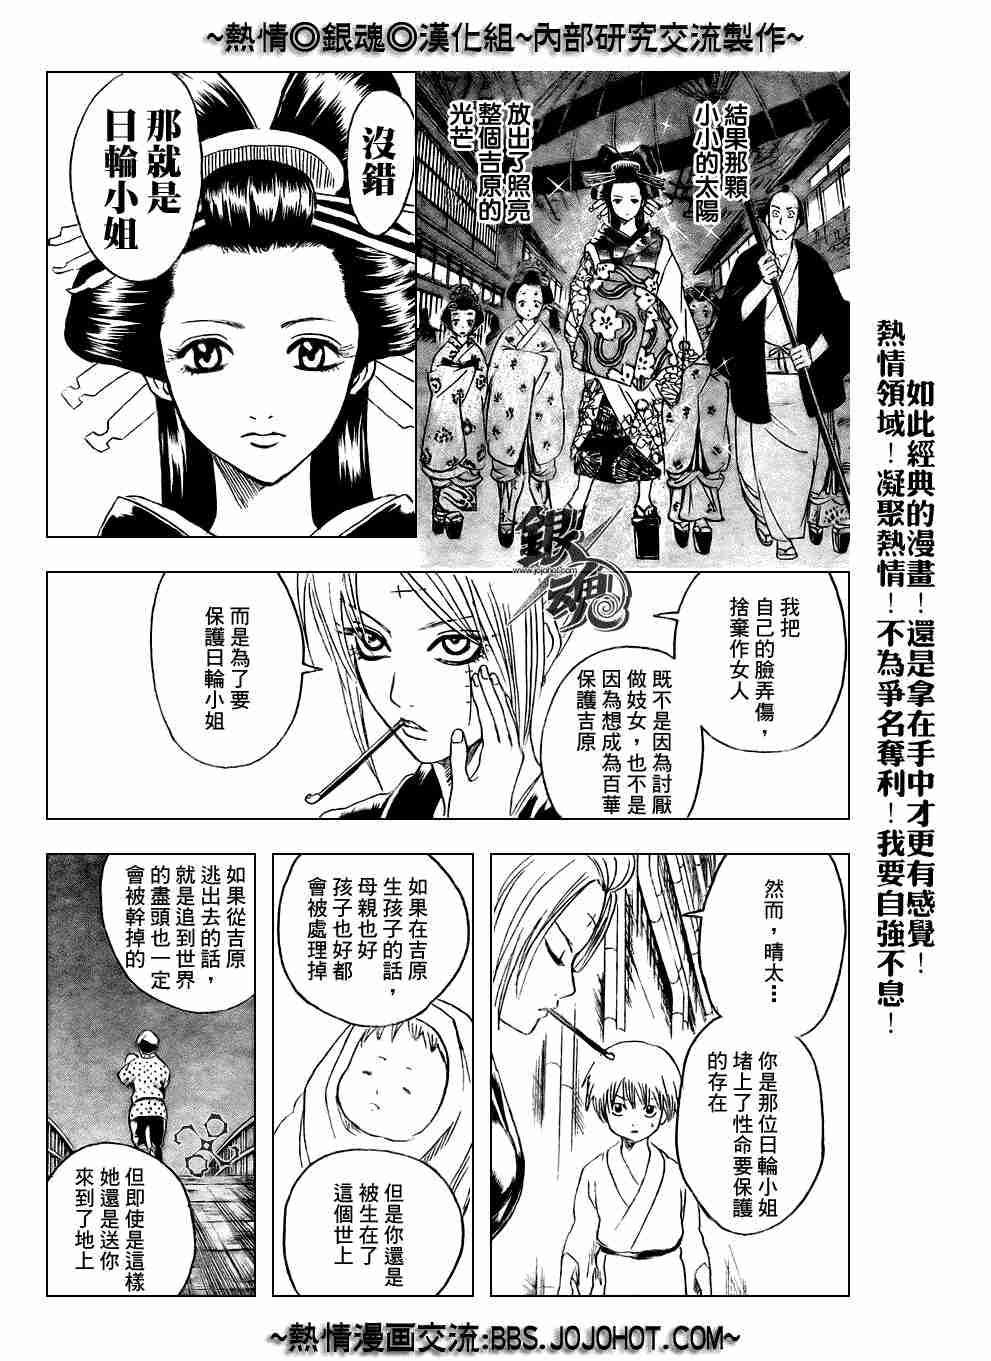 ~熱情◎銀魂◎漢化組~內部研究交流製作~
結果那顆
小小的太陽
放出了照亮
整個吉原的
光芒
沒錯
那就是
日輪小姐
銀魂
www.jojohot.com
我把
自己的臉弄傷，
捨棄作女人
既不是因為討厭
做妓女，也不是
因為想成為百華
保護吉原
而是為了要
保護日輪小姐
然而，晴太…
你是那位日輪小姐
堵上了性命要保護
的存在
如果在吉原
生孩子的話，
母親也好
孩子也好都
會被處理掉
但是你還是
被生在了
這個世上
如果從吉原
逃出去的話，
就是追到世界
的盡頭也一定
會被幹掉的
但即使是這樣
她還是送你
來到了地上
如此經典的漫畫！還是拿在手中才更有感覺！
熱情領域！凝聚熱情！不為爭名奪利！我要自強不息！
~熱情漫画交流:BBS.JOJOHOT.COM~